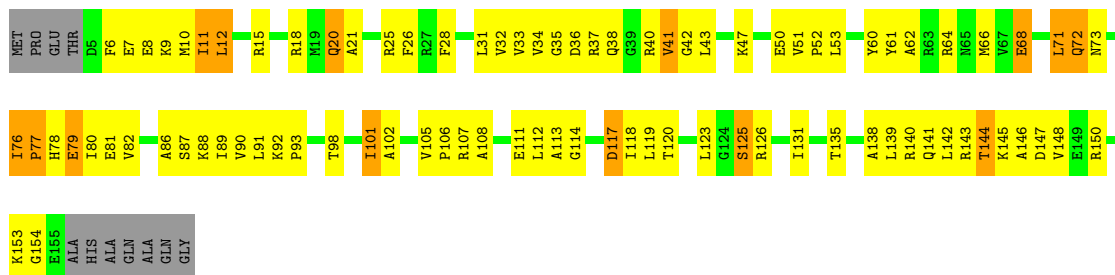 MET PRO GLU THR D5 F6 E7 E8 K9 M10 I11 L12 R15 R18 M19 Q20 A21 R25 F26 R27 F28 L31 V32 V33 V34 G35 D36 R37 Q38 G39 R40 V41 G42 L43 K47 E50 V51 P52 L53 Y60 Y61 A62 R63 R64 N65 M66 V67 E68 L71 Q72 N73
I76 P77 H78 E79 I80 E81 V82 A86 S87 K88 I89 V90 L91 K92 P93 T98 I101 A102 V105 P106 R107 A108 E111 L112 A113 G114 D117 I118 L119 T120 L123 G124 S125 R126 I131 T135 A138 L139 R140 Q141 L142 R143 T144 K145 A146 D147 V148 E149 R150
K153 G154 E155 ALA HIS ALA GLN ALA GLN GLY